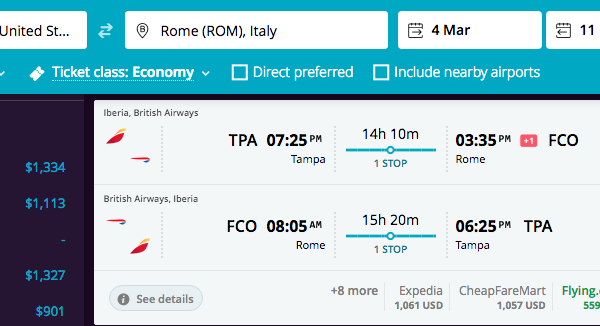 United St...
Rome (ROM), Italy
4 Mar
11
Ticket class: Economy
Direct preferred
Include nearby airports
$1,334
$1,113
-
$1,327
$901
Iberia, British Airways
TPA 07:25 PM
Tampa
14h 10m
1 STOP
03:35 PM +1 FCO
Rome
British Airways, Iberia
FCO 08:05 AM
Rome
15h 20m
1 STOP
06:25 PM TPA
Tampa
See details
+8 more
Expedia
1,061 USD
CheapFareMart
1,057 USD
Flying.
559